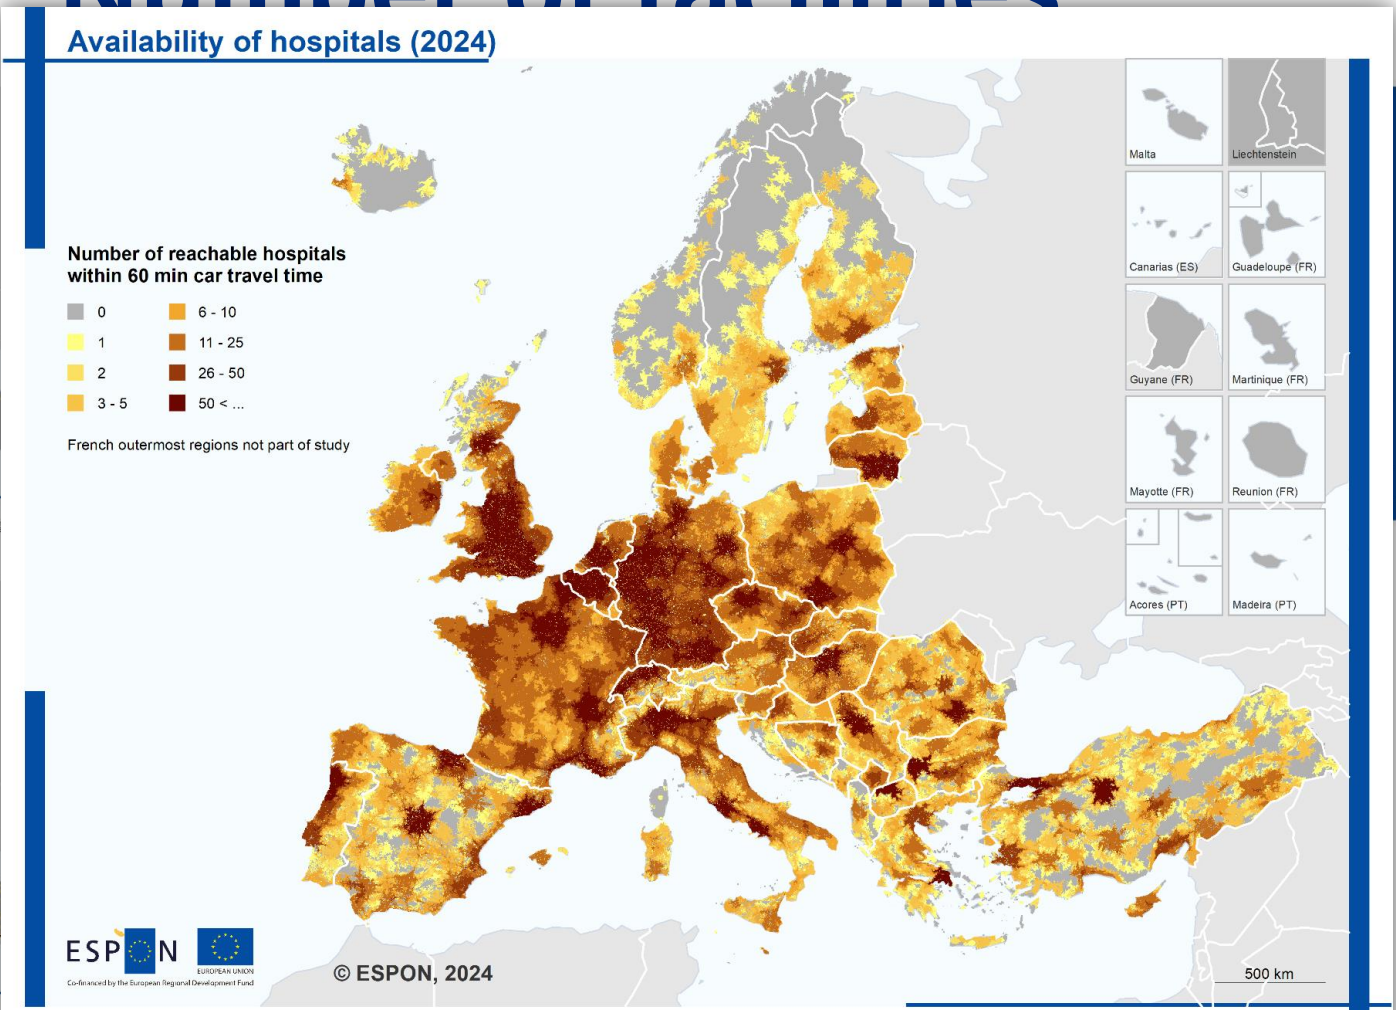 Number of facilities
Availability of hospitals (2024)
Number of reachable hospitals
within 60 min car travel time
0
1
2
3 - 5
6 - 10
11 - 25
26 - 50
50 < ...
French outermost regions not part of study
Malta
Liechtenstein
Canarias (ES)
Guadeloupe (FR)
Guyane (FR)
Martinique (FR)
Mayotte (FR)
Reunion (FR)
Acores (PT)
Madeira (PT)
ESPON
EUROPEAN UNION
Co-financed by the European Regional Development Fund
© ESPON, 2024
500 km